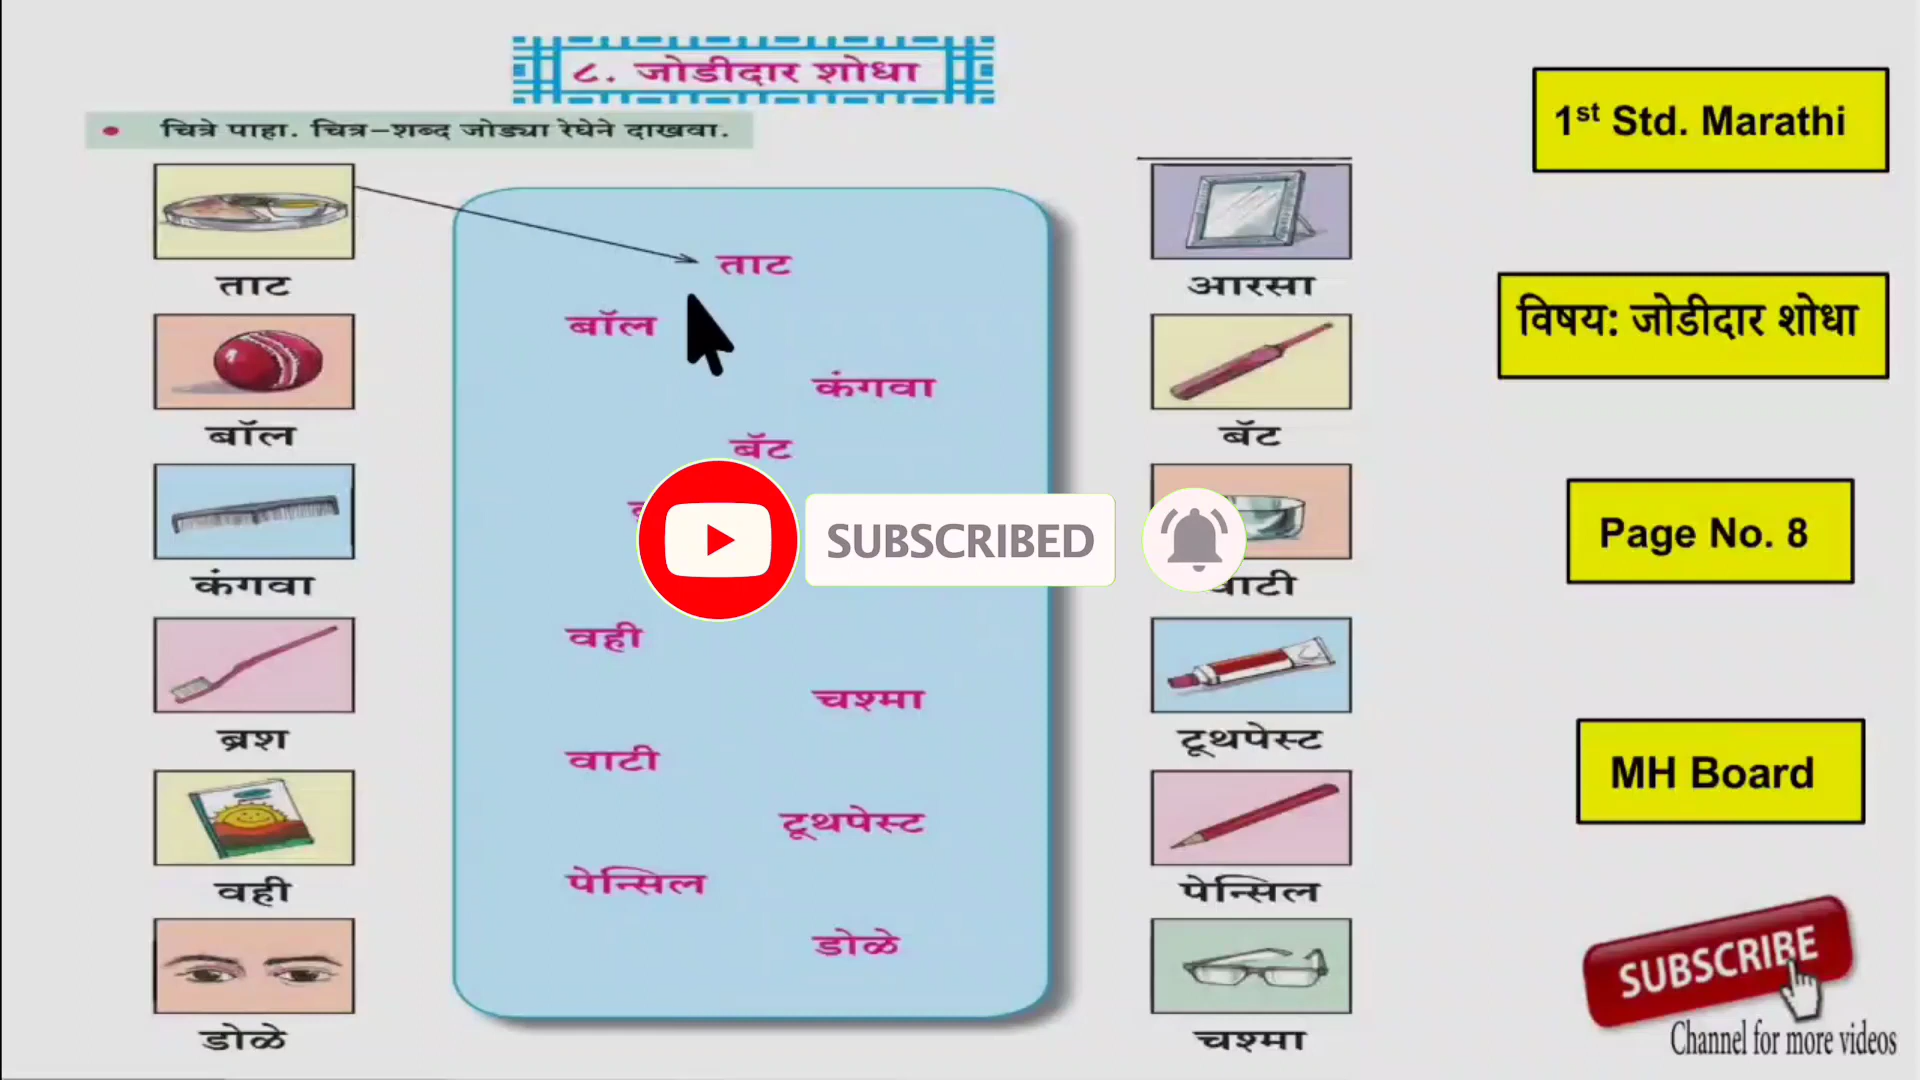 ८. जोडीदार शोधा
चित्रे पाहा. चित्र-शब्द जोड्या रेघेने दाखवा.
ताट
बॉल
कंगवा
ब्रश
वही
डोळे
ताट
बॉल
कंगवा
बॅट
वही
चश्मा
वाटी
टूथपेस्ट
पेन्सिल
डोळे
SUBSCRIBED
आरसा
बॅट
वाटी
टूथपेस्ट
पेन्सिल
चश्मा
1st Std. Marathi
विषय: जोडीदार शोधा
Page No. 8
MH Board
SUBSCRIBE
Channel for more videos